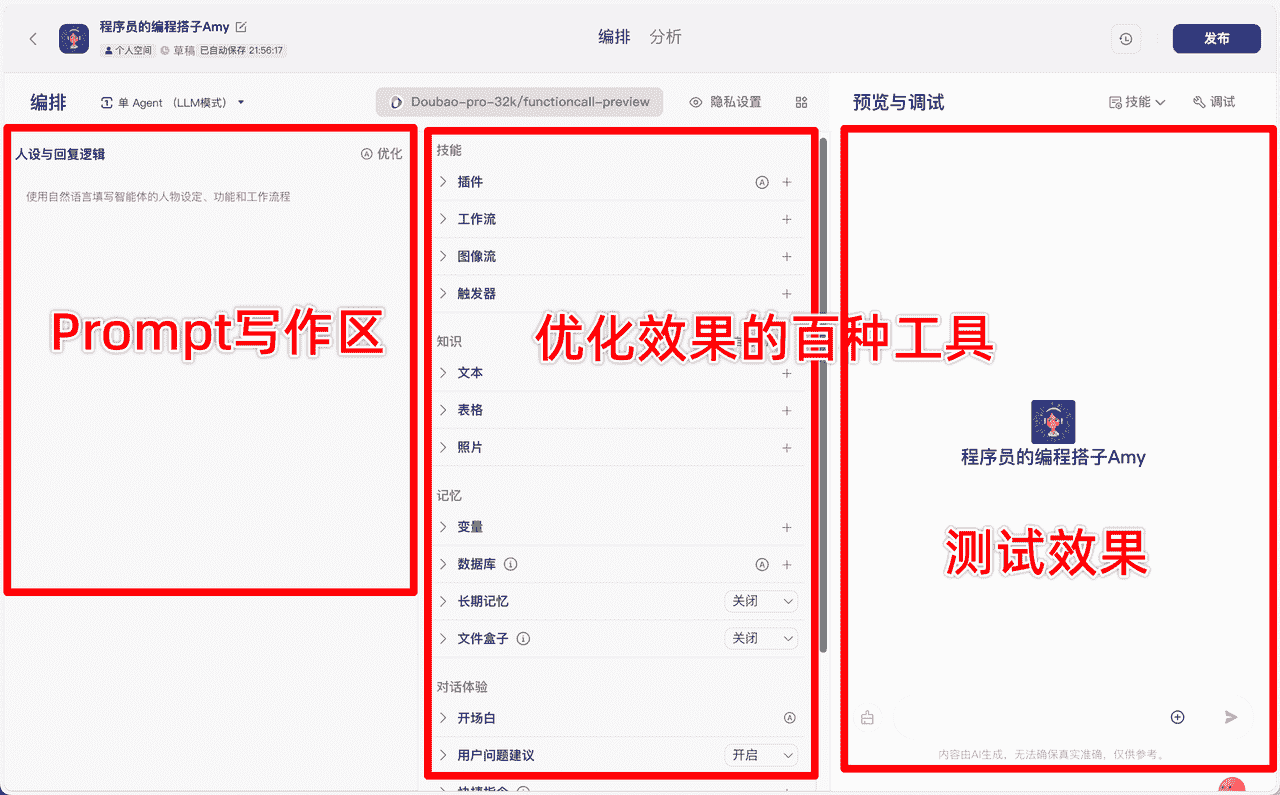 程序员的编程搭子Amy
个人空间 草稿 已自动保存 21:56:17
编排 分析
发布
编排
单 Agent （LLM模式）
Doubao-pro-32k/functioncall-preview
隐私设置
预览与调试
技能
调试
人设与回复逻辑
优化
使用自然语言填写智能体的人物设定、功能和工作流程
Prompt写作区
技能
插件
工作流
图像流
触发器
知识
优化效果的百种工具
文本
表格
照片
记忆
变量
数据库
长期记忆 关闭
文件盒子 关闭
对话体验
开场白
用户问题建议 开启
快捷指令
程序员的编程搭子Amy
测试效果
内容由AI生成，无法确保真实准确，仅供参考。